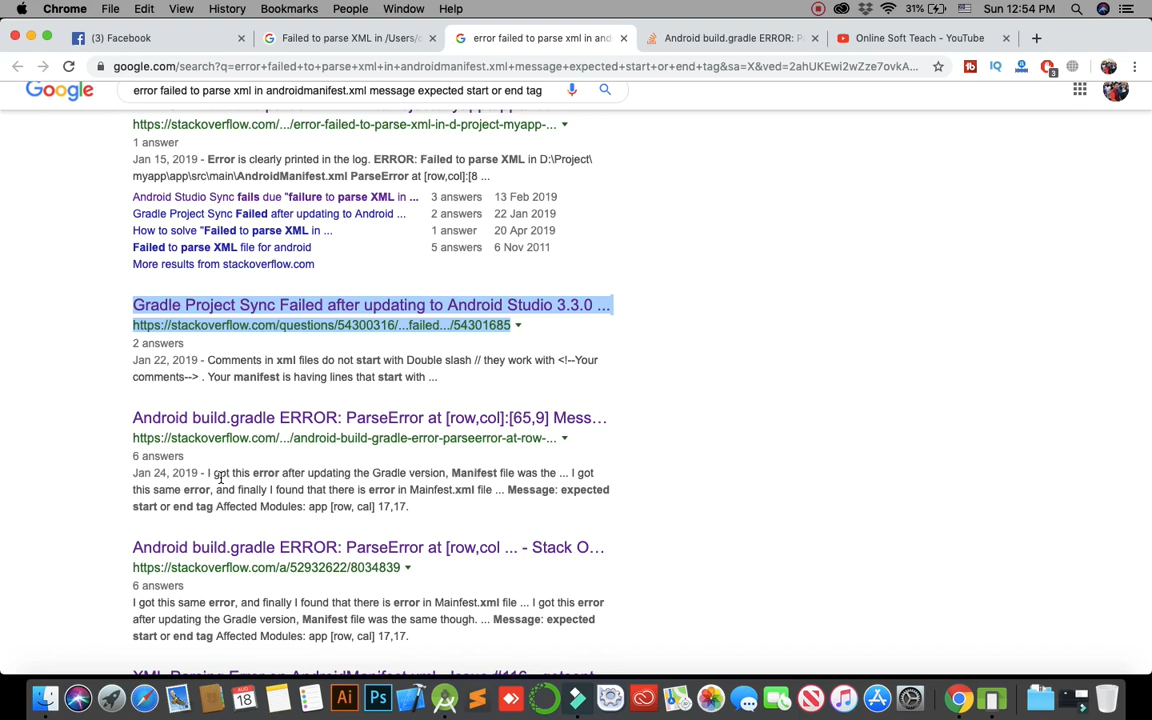 Chrome File Edit View History Bookmarks People Window Help 31% Sun 12:54 PM
(3) Facebook Failed to parse XML in /Users/ error failed to parse xml in and Android build.gradle ERROR: P Online Soft Teach - YouTube
google.com/search?q=error+failed+to+parse+xml+in+androidmanifest.xml+message+expected+start+or+end+tag&sa=X&ved=2ahUKEwi2wZze7ovkA...
Google error failed to parse xml in androidmanifest.xml message expected start or end tag
https://stackoverflow.com/.../error-failed-to-parse-xml-in-d-project-myapp-...
1 answer
Jan 15, 2019 - Error is clearly printed in the log. ERROR: Failed to parse XML in D:\Project\
myapp\app\src\main\AndroidManifest.xml ParseError at [row,col]:[8 ...
Android Studio Sync fails due "failure to parse XML in ... 3 answers 13 Feb 2019
Gradle Project Sync Failed after updating to Android ... 2 answers 22 Jan 2019
How to solve "Failed to parse XML in ... 1 answer 20 Apr 2019
Failed to parse XML file for android 5 answers 6 Nov 2011
More results from stackoverflow.com
Gradle Project Sync Failed after updating to Android Studio 3.3.0 ...
https://stackoverflow.com/questions/54300316/...failed.../54301685
2 answers
Jan 22, 2019 - Comments in xml files do not start with Double slash // they work with <!--Your
comments--> . Your manifest is having lines that start with ...
Android build.gradle ERROR: ParseError at [row,col]:[65,9] Mess...
https://stackoverflow.com/.../android-build-gradle-error-parseerror-at-row-...
6 answers
Jan 24, 2019 - I got this error after updating the Gradle version, Manifest file was the ... I got
this same error, and finally I found that there is error in Mainfest.xml file ... Message: expected
start or end tag Affected Modules: app [row, cal] 17,17.
Android build.gradle ERROR: ParseError at [row,col ... - Stack O...
https://stackoverflow.com/a/52932622/8034839
6 answers
I got this same error, and finally I found that there is error in Mainfest.xml file ... I got this error
after updating the Gradle version, Manifest file was the same though. ... Message: expected
start or end tag Affected Modules: app [row, cal] 17,17.